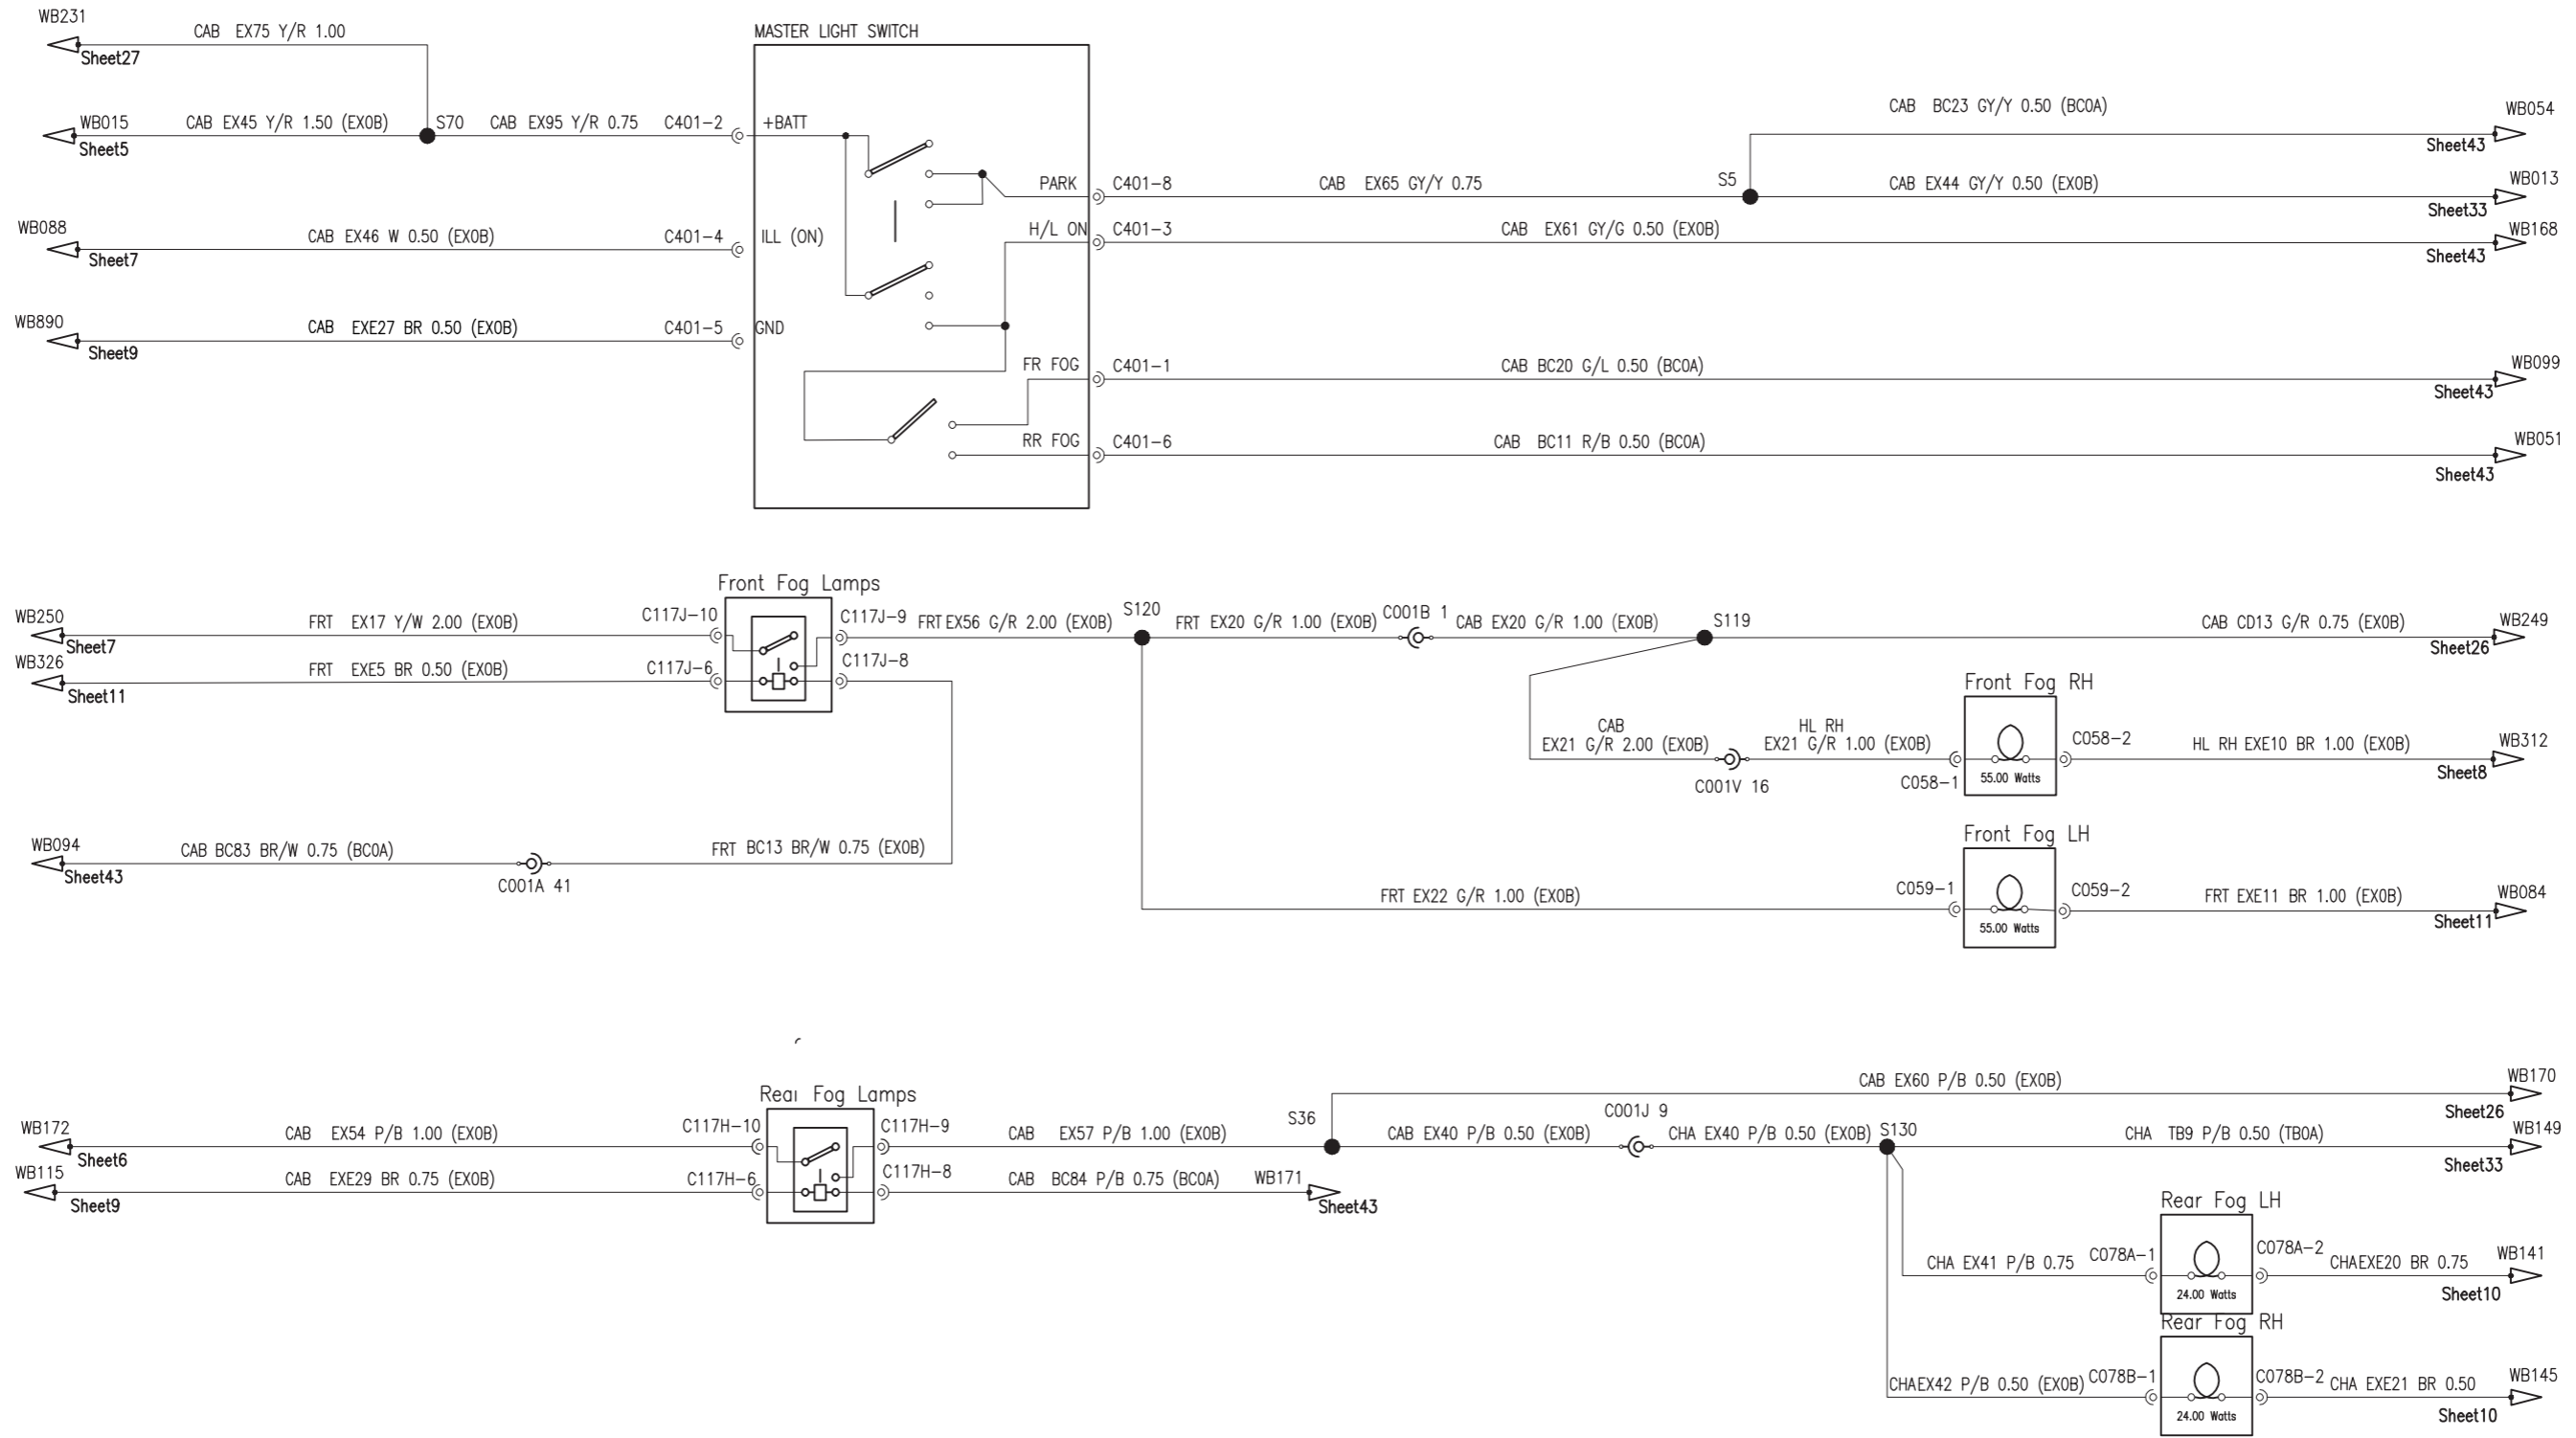 WB231
CAB EX75 Y/R 1.00
Sheet27
MASTER LIGHT SWITCH
WB015
CAB EX45 Y/R 1.50 (EX0B)
S70
CAB EX95 Y/R 0.75
C401-2
+BATT
Sheet5
CAB BC23 GY/Y 0.50 (BC0A)
WB054
Sheet43
PARK
C401-8
CAB EX65 GY/Y 0.75
S5
CAB EX44 GY/Y 0.50 (EX0B)
WB013
Sheet33
WB088
CAB EX46 W 0.50 (EX0B)
C401-4
ILL (ON)
Sheet7
H/L ON
C401-3
CAB EX61 GY/G 0.50 (EX0B)
WB168
Sheet43
WB890
CAB EXE27 BR 0.50 (EX0B)
C401-5
GND
Sheet9
FR FOG
C401-1
CAB BC20 G/L 0.50 (BC0A)
WB099
Sheet43
RR FOG
C401-6
CAB BC11 R/B 0.50 (BC0A)
WB051
Sheet43
Front Fog Lamps
WB250
FRT EX17 Y/W 2.00 (EX0B)
C117J-10
C117J-9
FRT EX56 G/R 2.00 (EX0B)
S120
FRT EX20 G/R 1.00 (EX0B)
C001B 1
CAB EX20 G/R 1.00 (EX0B)
S119
CAB CD13 G/R 0.75 (EX0B)
WB249
Sheet7
Sheet26
WB326
FRT EXE5 BR 0.50 (EX0B)
C117J-6
C117J-8
Sheet11
Front Fog RH
CAB
EX21 G/R 2.00 (EX0B)
C001V 16
HL RH
EX21 G/R 1.00 (EX0B)
C058-1
55.00 Watts
C058-2
HL RH EXE10 BR 1.00 (EX0B)
WB312
Sheet8
WB094
CAB BC83 BR/W 0.75 (BC0A)
C001A 41
FRT BC13 BR/W 0.75 (EX0B)
Sheet43
Front Fog LH
FRT EX22 G/R 1.00 (EX0B)
C059-1
55.00 Watts
C059-2
FRT EXE11 BR 1.00 (EX0B)
WB084
Sheet11
Rear Fog Lamps
CAB EX60 P/B 0.50 (EX0B)
WB170
Sheet26
WB172
CAB EX54 P/B 1.00 (EX0B)
C117H-10
C117H-9
CAB EX57 P/B 1.00 (EX0B)
S36
CAB EX40 P/B 0.50 (EX0B)
C001J 9
CHA EX40 P/B 0.50 (EX0B)
S130
CHA TB9 P/B 0.50 (TB0A)
WB149
Sheet6
Sheet33
WB115
CAB EXE29 BR 0.75 (EX0B)
C117H-6
C117H-8
CAB BC84 P/B 0.75 (BC0A)
WB171
Sheet43
Sheet9
Rear Fog LH
CHA EX41 P/B 0.75
C078A-1
24.00 Watts
C078A-2
CHAEXE20 BR 0.75
WB141
Sheet10
Rear Fog RH
CHAEX42 P/B 0.50 (EX0B)
C078B-1
24.00 Watts
C078B-2
CHA EXE21 BR 0.50
WB145
Sheet10